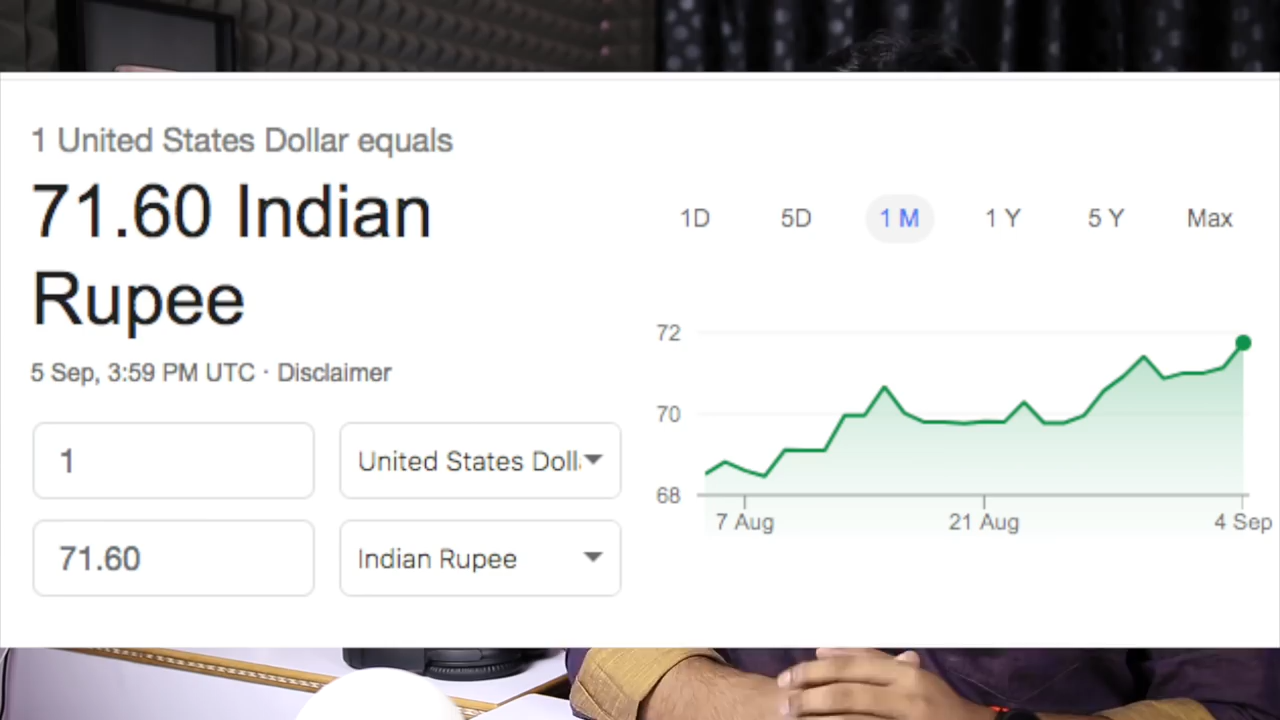 1 United States Dollar equals
71.60 Indian
Rupee
5 Sep, 3:59 PM UTC · Disclaimer
1
United States Doll
71.60
Indian Rupee
1D 5D 1 M 1 Y 5 Y Max
72
70
68
7 Aug 21 Aug 4 Sep